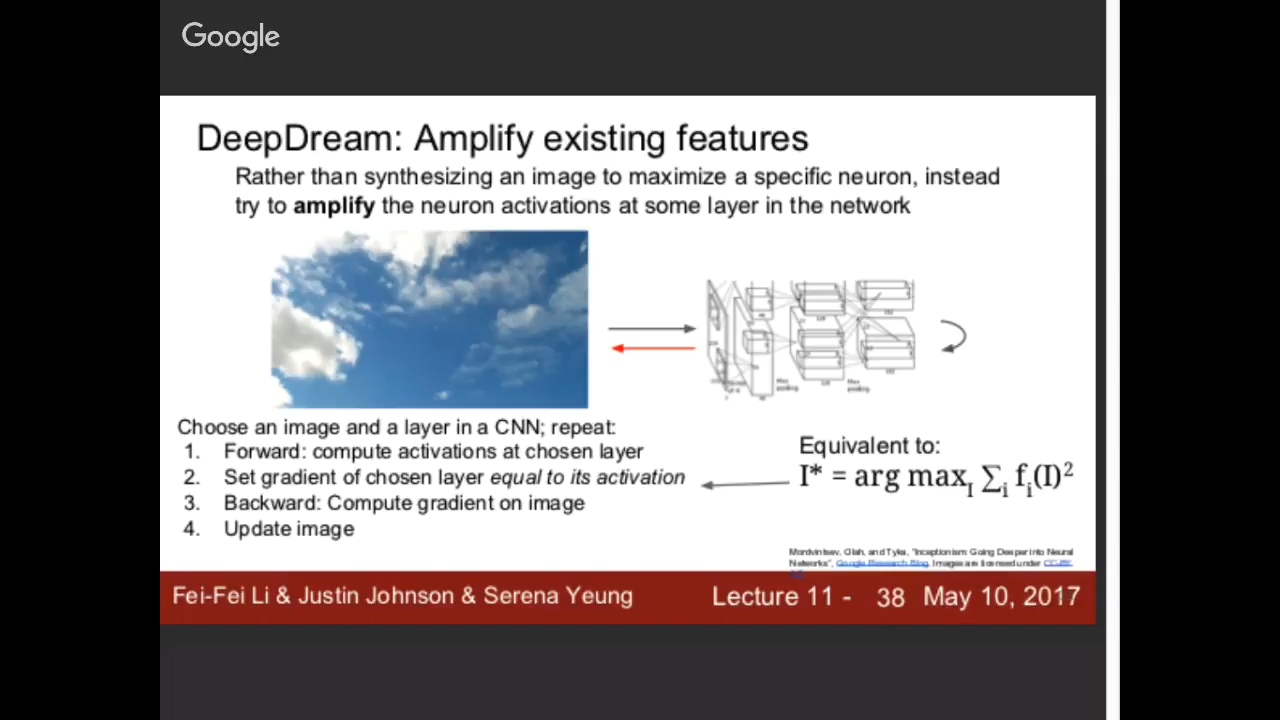 Google
DeepDream: Amplify existing features
Rather than synthesizing an image to maximize a specific neuron, instead
try to amplify the neuron activations at some layer in the network
Choose an image and a layer in a CNN; repeat:
1. Forward: compute activations at chosen layer
2. Set gradient of chosen layer equal to its activation
3. Backward: Compute gradient on image
4. Update image
Equivalent to:
I* = arg max_I ∑_i f_i(I)²
Mordvintsev, Olah, and Tyka, "Inceptionism: Going Deeper into Neural
Networks", Google Research Blog. Images are licensed under CC-BY
Fei-Fei Li & Justin Johnson & Serena Yeung
Lecture 11 - 38 May 10, 2017